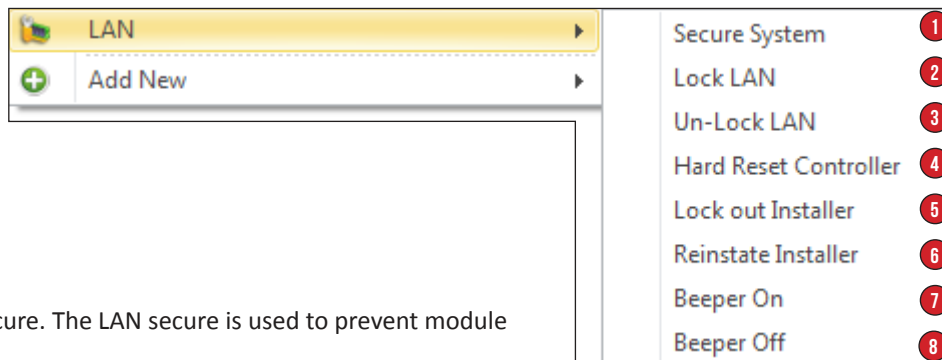 LAN
Add New
Secure System 1
Lock LAN 2
Un-Lock LAN 3
Hard Reset Controller 4
Lock out Installer 5
Reinstate Installer 6
Beeper On 7
Beeper Off 8
The LAN secure is used to prevent module